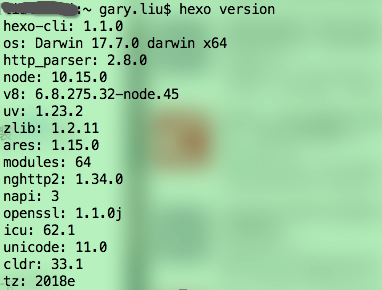 :~ gary.liu$ hexo version
hexo-cli: 1.1.0
os: Darwin 17.7.0 darwin x64
http_parser: 2.8.0
node: 10.15.0
v8: 6.8.275.32-node.45
uv: 1.23.2
zlib: 1.2.11
ares: 1.15.0
modules: 64
nghttp2: 1.34.0
napi: 3
openssl: 1.1.0j
icu: 62.1
unicode: 11.0
cldr: 33.1
tz: 2018e